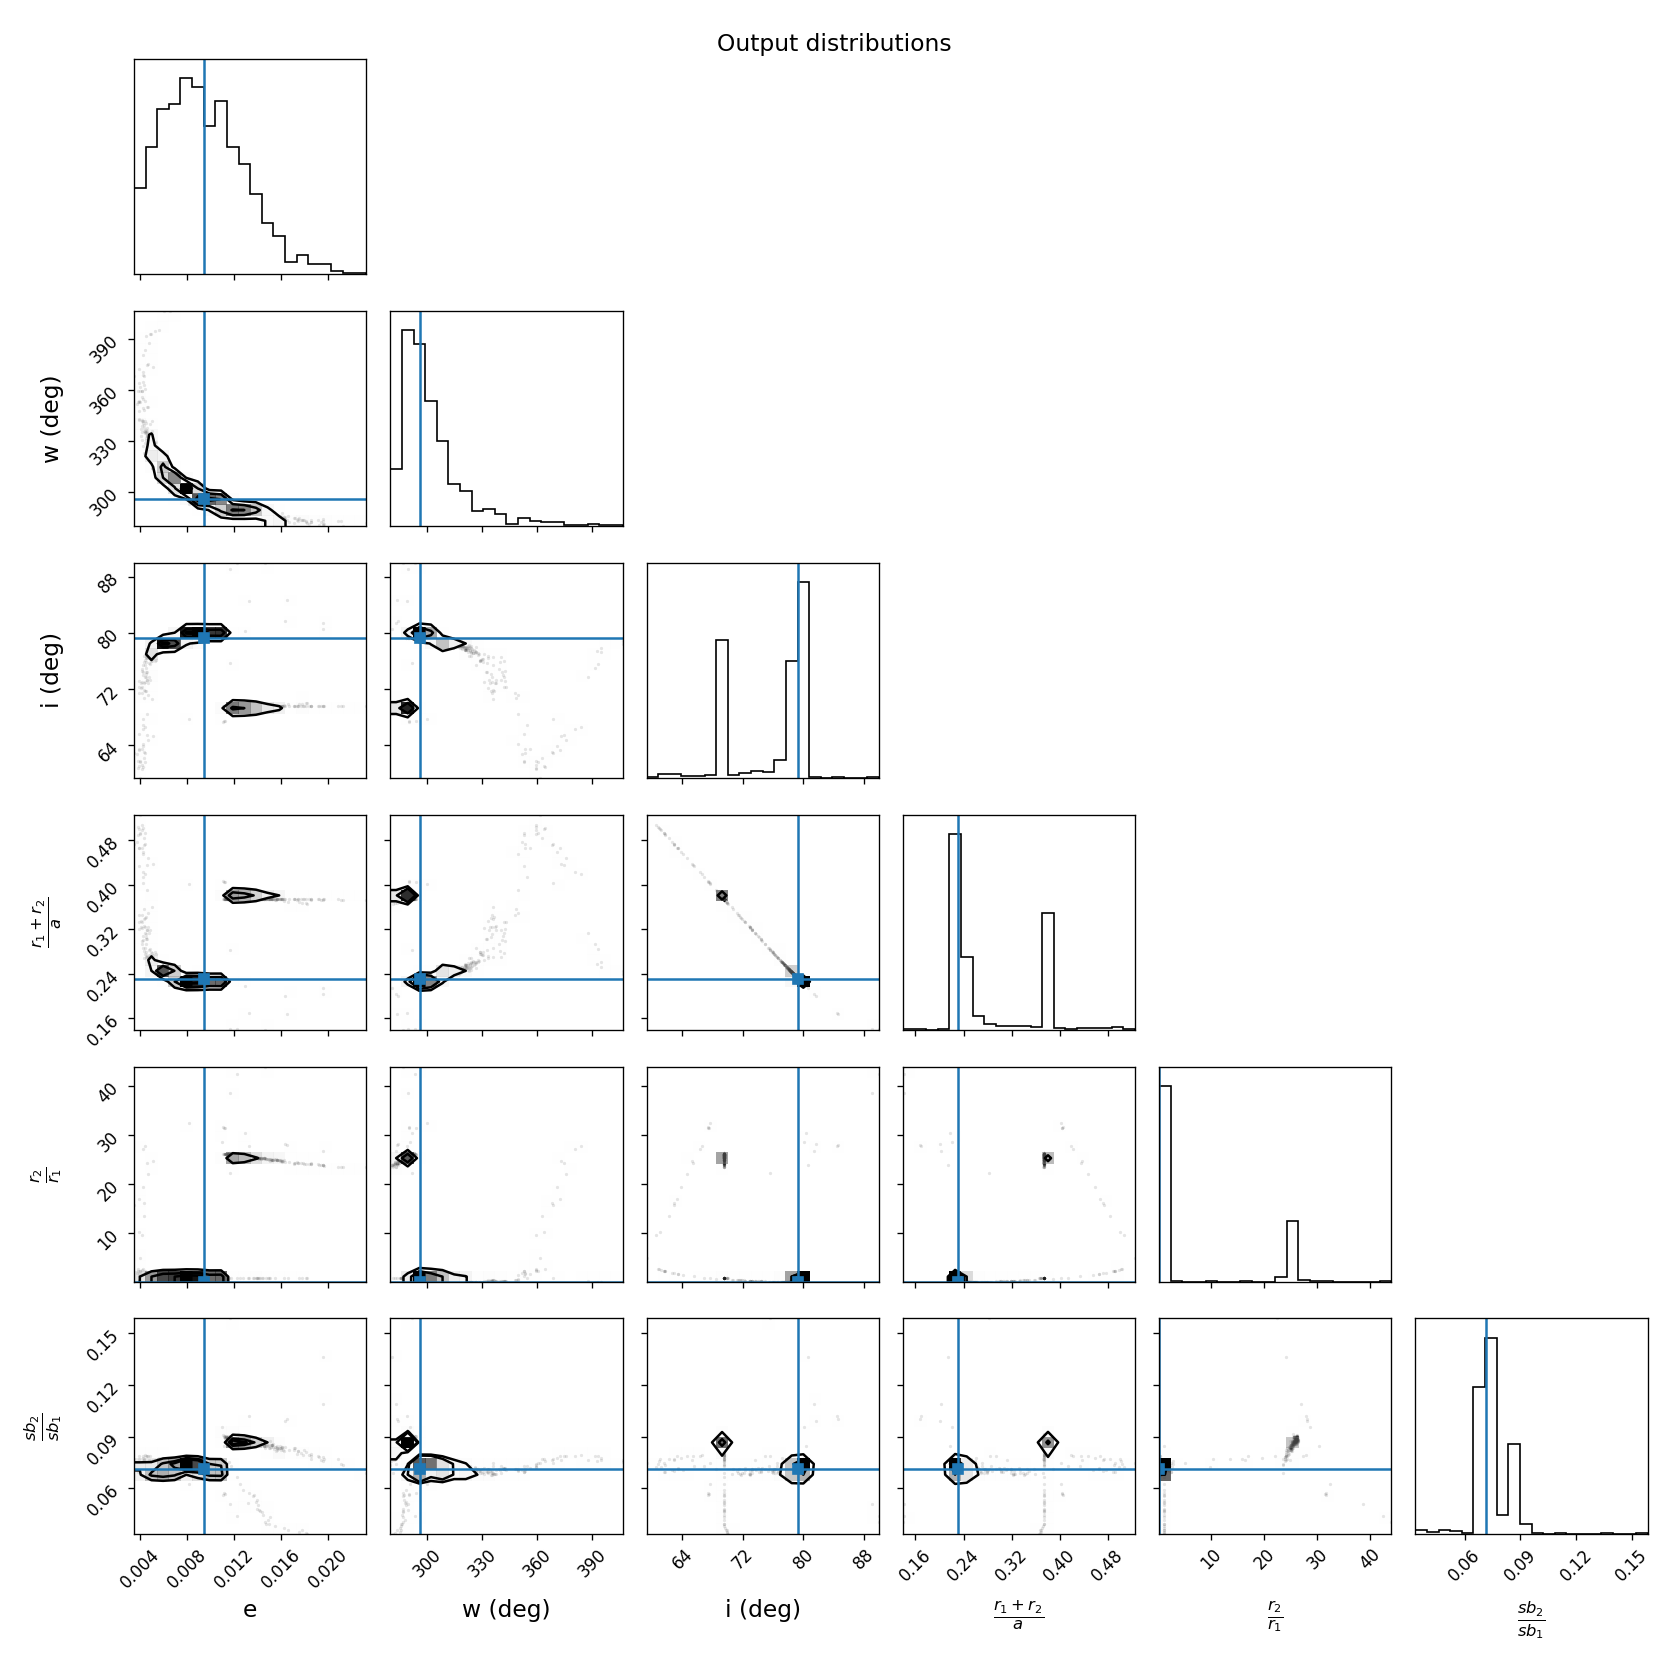 Output distributions
390
360
330
300
w (deg)
88
80
72
64
i (deg)
0.48
0.40
0.32
0.24
0.16
r₁ + r₂
a
40
30
20
10
r₂
r₁
0.15
0.12
0.09
0.06
sb₂
sb₁
0.004 0.008 0.012 0.016 0.020 300 330 360 390 64 72 80 88 0.16 0.24 0.32 0.40 0.48 10 20 30 40 0.06 0.09 0.12 0.15
e w (deg) i (deg) r₁ + r₂ r₂ sb₂
a r₁ sb₁